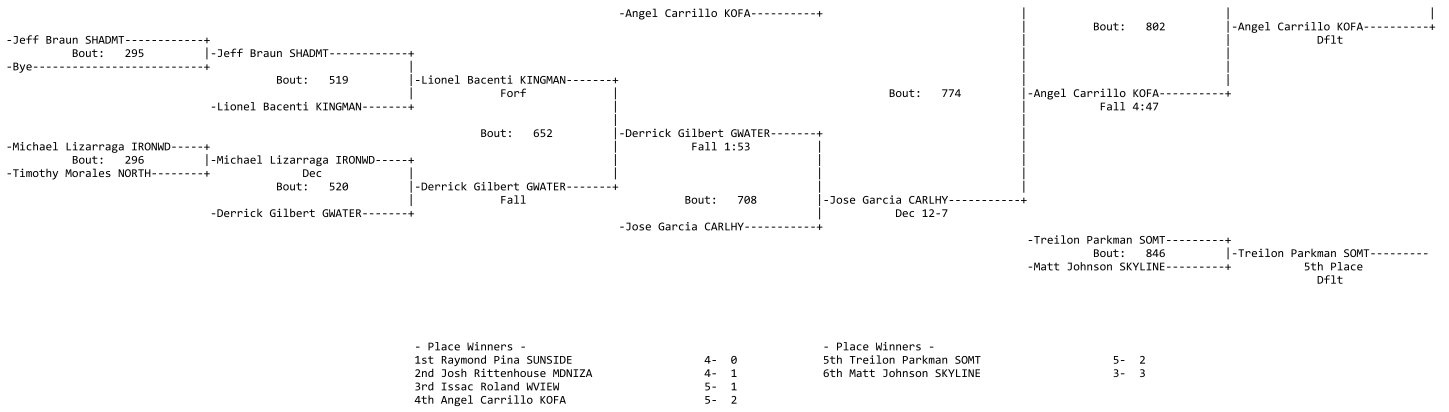 -Angel Carrillo KOFA----------+ | | |
Bout: 802 |-Angel Carrillo KOFA----------+
-Jeff Braun SHADMT------------+ Dflt
Bout: 295 |-Jeff Braun SHADMT------------+
-Bye--------------------------+
Bout: 519 |-Lionel Bacenti KINGMAN-------+
Forf Bout: 774 |-Angel Carrillo KOFA----------+
-Lionel Bacenti KINGMAN-------+ Fall 4:47
Bout: 652 |-Derrick Gilbert GWATER-------+
-Michael Lizarraga IRONWD-----+ Fall 1:53
Bout: 296 |-Michael Lizarraga IRONWD-----+
-Timothy Morales NORTH--------+ Dec
Bout: 520 |-Derrick Gilbert GWATER-------+
Fall Bout: 708 |-Jose Garcia CARLHY-----------+
-Derrick Gilbert GWATER-------+ Dec 12-7
-Jose Garcia CARLHY-----------+
-Treilon Parkman SOMT---------+
Bout: 846 |-Treilon Parkman SOMT---------
-Matt Johnson SKYLINE---------+ 5th Place
Dflt
- Place Winners - - Place Winners -
1st Raymond Pina SUNSIDE 4- 0 5th Treilon Parkman SOMT 5- 2
2nd Josh Rittenhouse MDNIZA 4- 1 6th Matt Johnson SKYLINE 3- 3
3rd Issac Roland WVIEW 5- 1
4th Angel Carrillo KOFA 5- 2